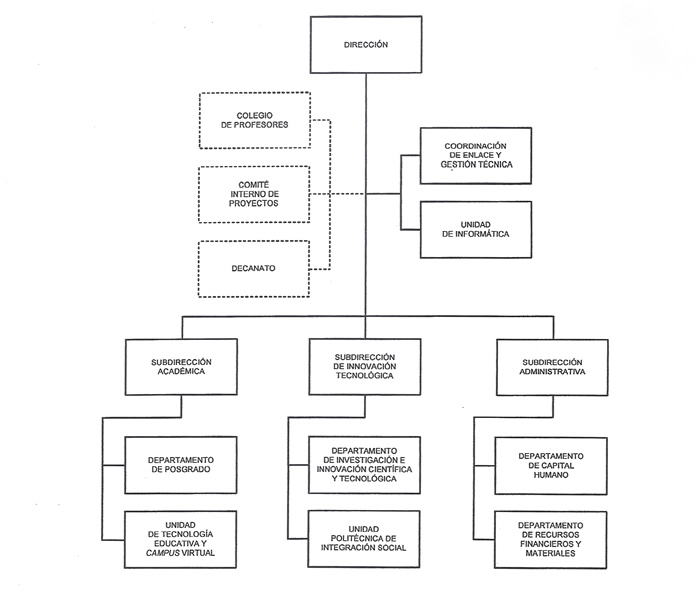 DIRECCIÓN
COLEGIO
DE PROFESORES
COMITÉ
INTERNO DE
PROYECTOS
DECANATO
COORDINACIÓN
DE ENLACE Y
GESTIÓN TÉCNICA
UNIDAD
DE INFORMÁTICA
SUBDIRECCIÓN
ACADÉMICA
SUBDIRECCIÓN
DE INNOVACIÓN
TECNOLÓGICA
SUBDIRECCIÓN
ADMINISTRATIVA
DEPARTAMENTO
DE POSGRADO
DEPARTAMENTO
DE INVESTIGACIÓN E
INNOVACIÓN CIENTÍFICA
Y TECNOLÓGICA
DEPARTAMENTO
DE CAPITAL
HUMANO
UNIDAD
DE TECNOLOGÍA
EDUCATIVA Y
CAMPUS VIRTUAL
UNIDAD
POLITÉCNICA DE
INTEGRACIÓN SOCIAL
DEPARTAMENTO
DE RECURSOS
FINANCIEROS Y
MATERIALES